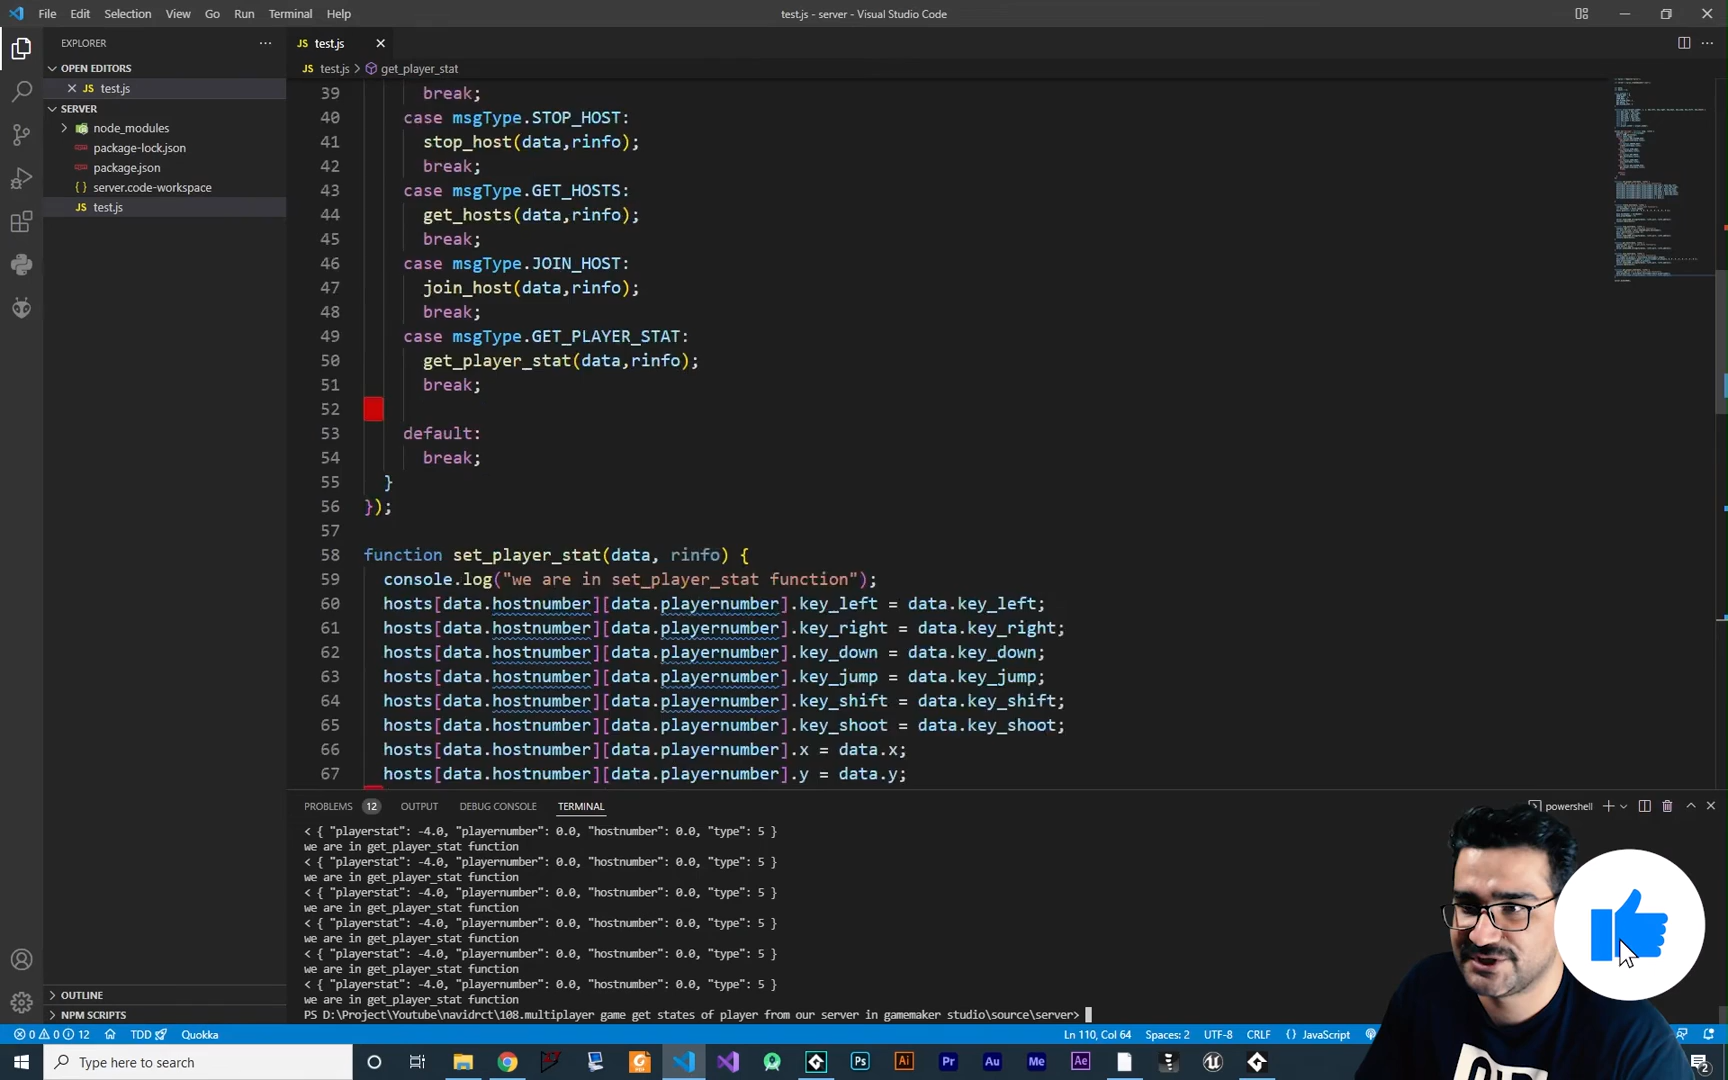 File Edit Selection View Go Run Terminal Help
test.js - server - Visual Studio Code
EXPLORER
OPEN EDITORS
JS test.js
SERVER
node_modules
package-lock.json
package.json
{} server.code-workspace
JS test.js
OUTLINE
NPM SCRIPTS
JS test.js
JS test.js > get_player_stat
39 break;
40 case msgType.STOP_HOST:
41 stop_host(data,rinfo);
42 break;
43 case msgType.GET_HOSTS:
44 get_hosts(data,rinfo);
45 break;
46 case msgType.JOIN_HOST:
47 join_host(data,rinfo);
48 break;
49 case msgType.GET_PLAYER_STAT:
50 get_player_stat(data,rinfo);
51 break;
52
53 default:
54 break;
55 }
56 });
57
58 function set_player_stat(data, rinfo) {
59 console.log("we are in set_player_stat function");
60 hosts[data.hostnumber][data.playernumber].key_left = data.key_left;
61 hosts[data.hostnumber][data.playernumber].key_right = data.key_right;
62 hosts[data.hostnumber][data.playernumber].key_down = data.key_down;
63 hosts[data.hostnumber][data.playernumber].key_jump = data.key_jump;
64 hosts[data.hostnumber][data.playernumber].key_shift = data.key_shift;
65 hosts[data.hostnumber][data.playernumber].key_shoot = data.key_shoot;
66 hosts[data.hostnumber][data.playernumber].x = data.x;
67 hosts[data.hostnumber][data.playernumber].y = data.y;
PROBLEMS 12 OUTPUT DEBUG CONSOLE TERMINAL
powershell
< { "playerstat": -4.0, "playernumber": 0.0, "hostnumber": 0.0, "type": 5 }
we are in get_player_stat function
< { "playerstat": -4.0, "playernumber": 0.0, "hostnumber": 0.0, "type": 5 }
we are in get_player_stat function
< { "playerstat": -4.0, "playernumber": 0.0, "hostnumber": 0.0, "type": 5 }
we are in get_player_stat function
< { "playerstat": -4.0, "playernumber": 0.0, "hostnumber": 0.0, "type": 5 }
we are in get_player_stat function
< { "playerstat": -4.0, "playernumber": 0.0, "hostnumber": 0.0, "type": 5 }
we are in get_player_stat function
< { "playerstat": -4.0, "playernumber": 0.0, "hostnumber": 0.0, "type": 5 }
we are in get_player_stat function
PS D:\Project\Youtube\navidrct\108.multiplayer game get states of player from our server in gamemaker studio\source\server>
0 0 12 TDD Quokka
Ln 110, Col 64 Spaces: 2 UTF-8 CRLF {} JavaScript
Type here to search
Ps Ai Pr Au Me Ae
2